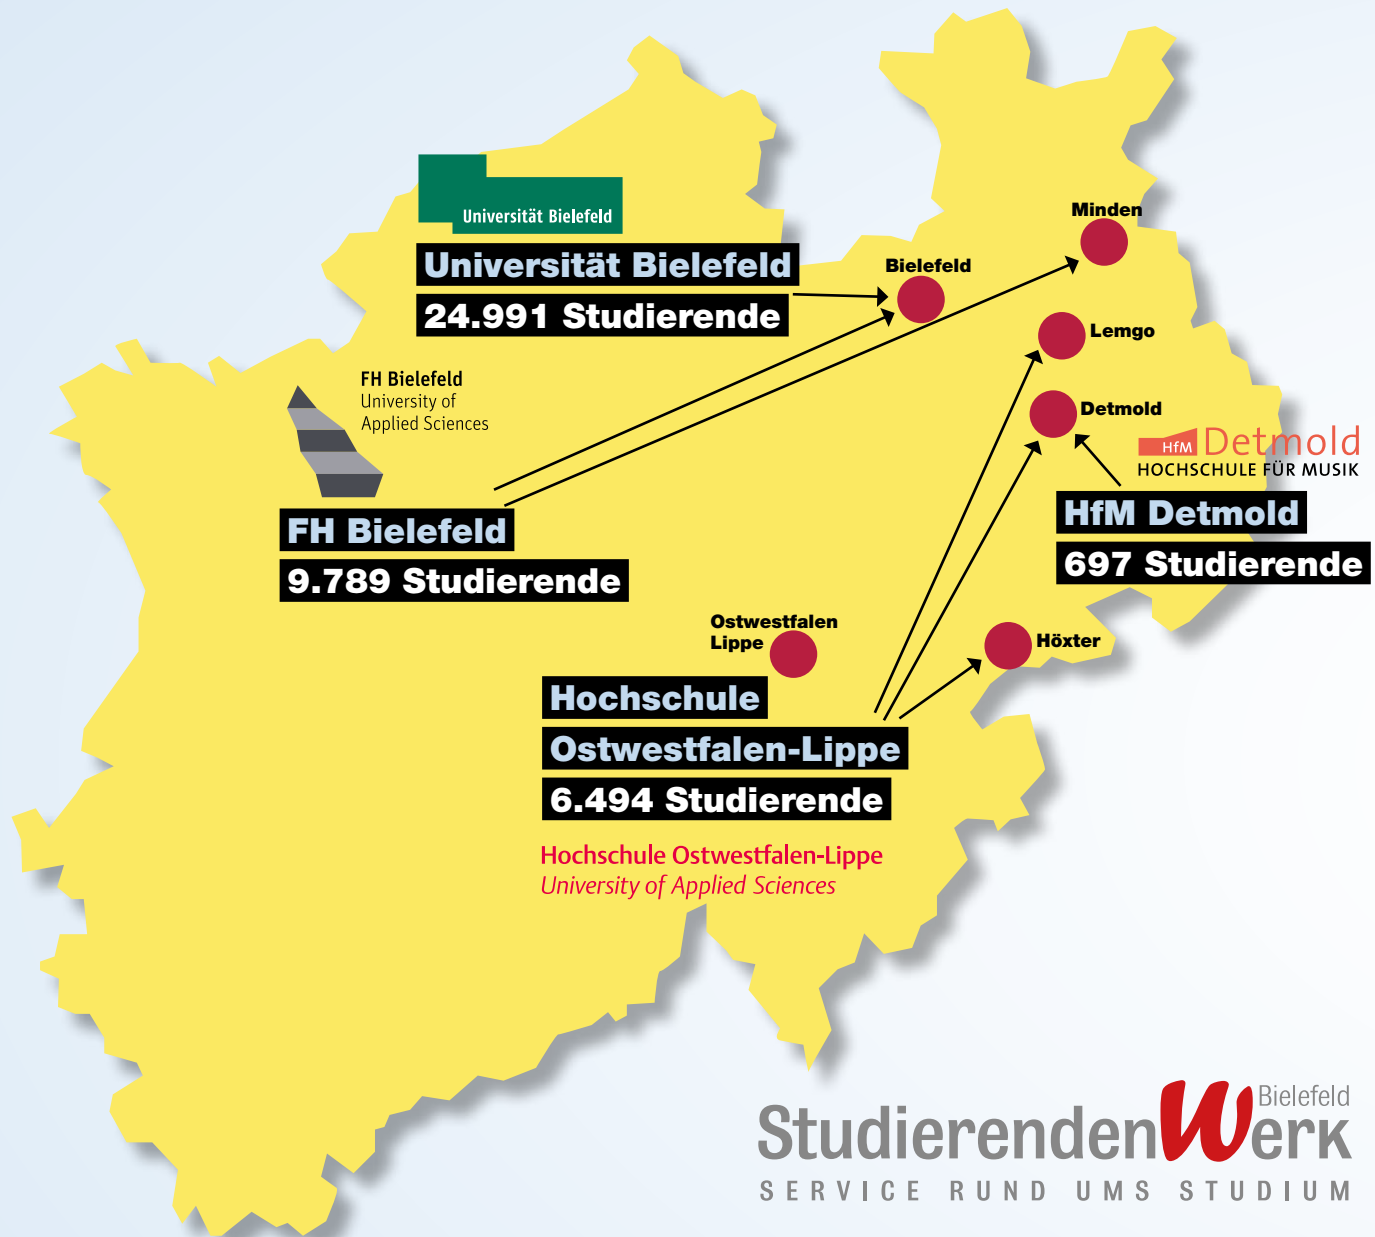 Universität Bielefeld
Universität Bielefeld
24.991 Studierende
Minden
Bielefeld
Lemgo
Detmold
FH Bielefeld
University of
Applied Sciences
FH Bielefeld
9.789 Studierende
HfM Detmold
HOCHSCHULE FÜR MUSIK
HfM Detmold
697 Studierende
Ostwestfalen
Lippe
Höxter
Hochschule
Ostwestfalen-Lippe
6.494 Studierende
Hochschule Ostwestfalen-Lippe
University of Applied Sciences
Bielefeld
StudierendenWerk
SERVICE RUND UMS STUDIUM